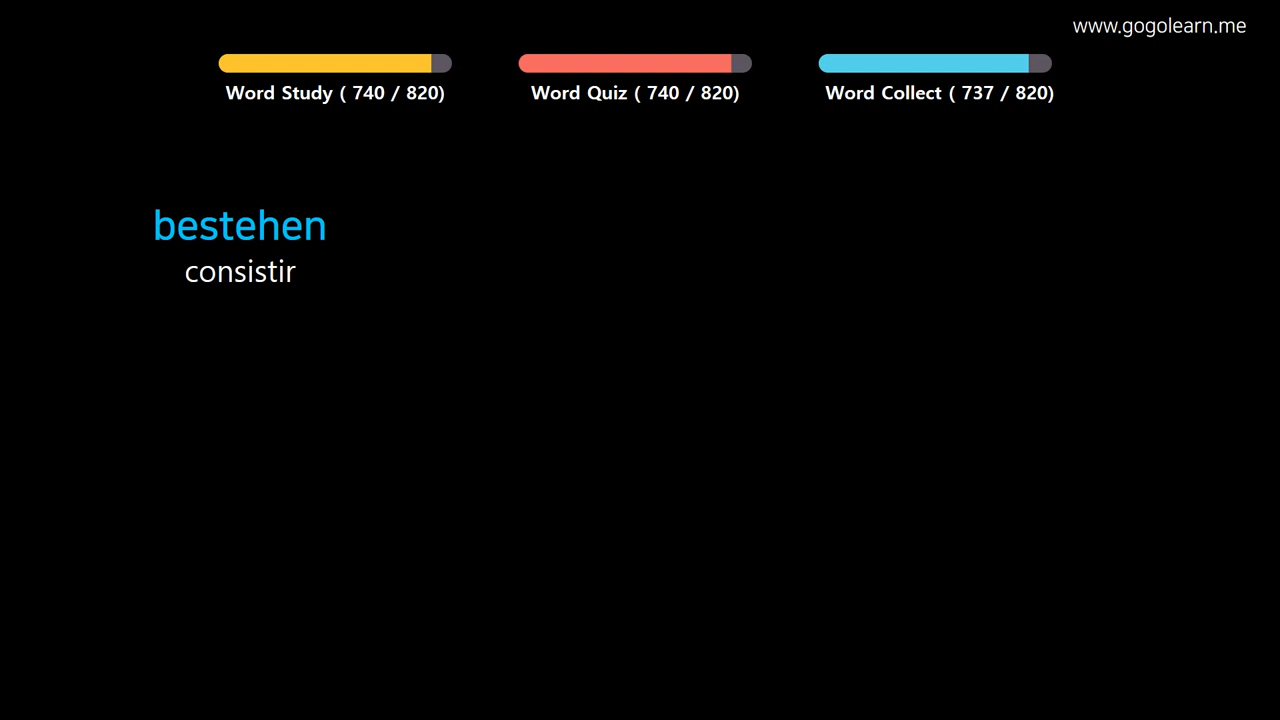 www.gogolearn.me
Word Study ( 740 / 820)
Word Quiz ( 740 / 820)
Word Collect ( 737 / 820)
bestehen
consistir